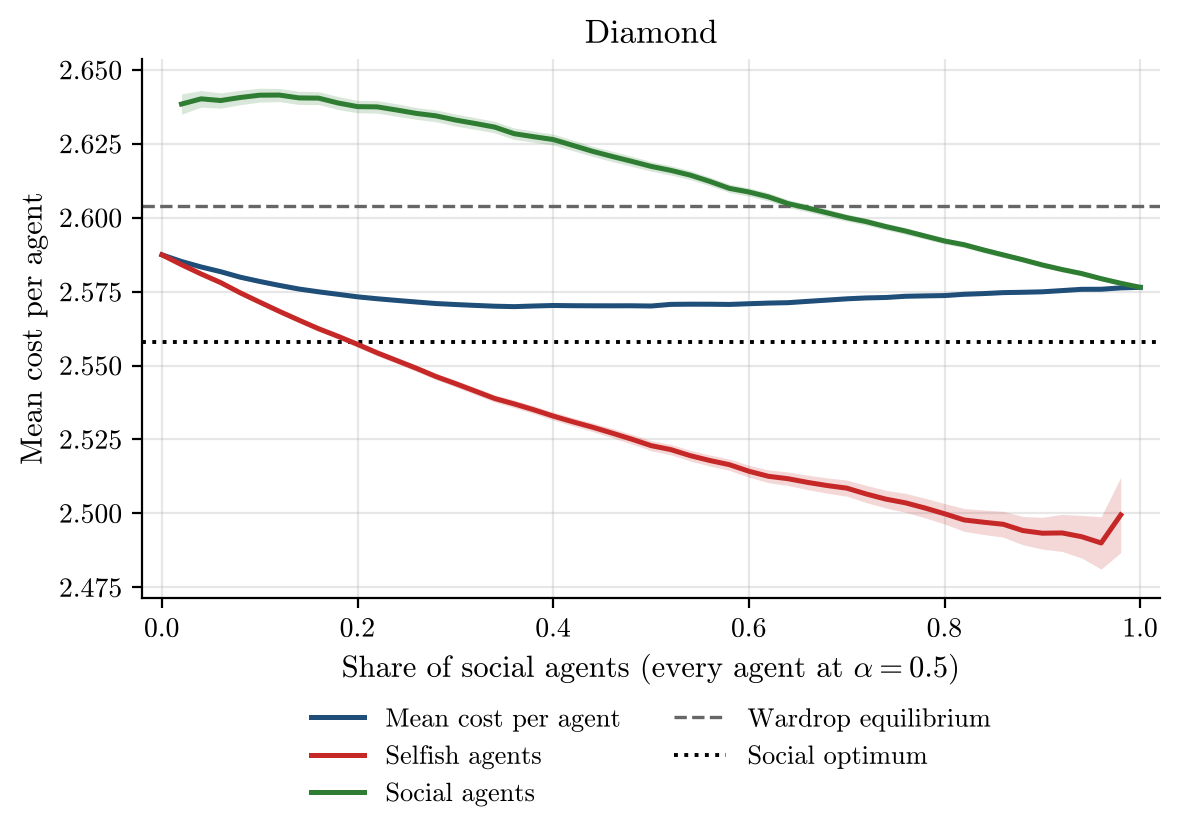 Diamond
Mean cost per agent
2.650
2.625
2.600
2.575
2.550
2.525
2.500
2.475
0.0 0.2 0.4 0.6 0.8 1.0
Share of social agents (every agent at α = 0.5)
Mean cost per agent
Selfish agents
Social agents
Wardrop equilibrium
Social optimum